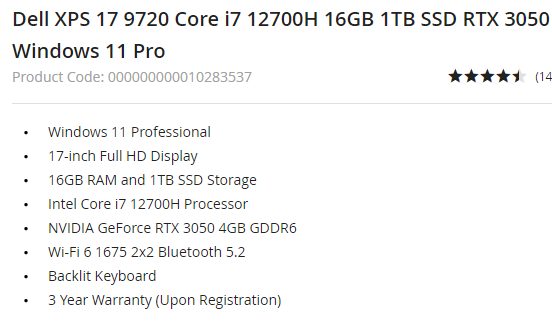 Dell XPS 17 9720 Core i7 12700H 16GB 1TB SSD RTX 3050
Windows 11 Pro
Product Code: 000000000010283537
(14
• Windows 11 Professional
• 17-inch Full HD Display
• 16GB RAM and 1TB SSD Storage
• Intel Core i7 12700H Processor
• NVIDIA GeForce RTX 3050 4GB GDDR6
• Wi-Fi 6 1675 2x2 Bluetooth 5.2
• Backlit Keyboard
• 3 Year Warranty (Upon Registration)